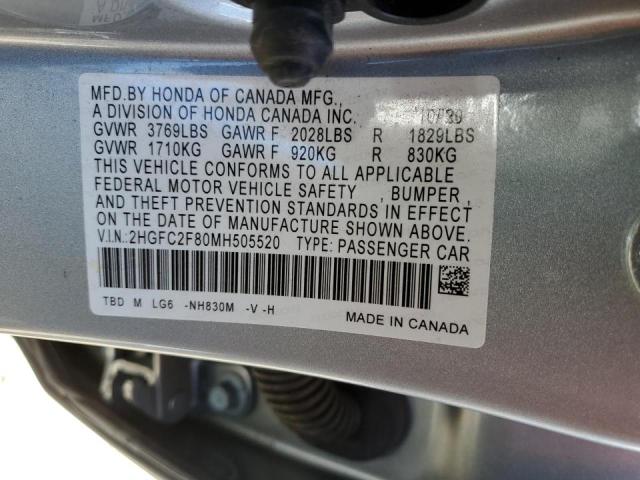 MFD.BY HONDA OF CANADA MFG.,
A DIVISION OF HONDA CANADA INC.
GVWR 3769LBS GAWR F 2028LBS R 1829LBS
GVWR 1710KG GAWR F 920KG R 830KG
THIS VEHICLE CONFORMS TO ALL APPLICABLE
FEDERAL MOTOR VEHICLE SAFETY , BUMPER ,
AND THEFT PREVENTION STANDARDS IN EFFECT
ON THE DATE OF MANUFACTURE SHOWN ABOVE.
V.I.N.:2HGFC2F80MH505520 TYPE: PASSENGER CAR
TBD M LG6 -NH830M -V -H
MADE IN CANADA